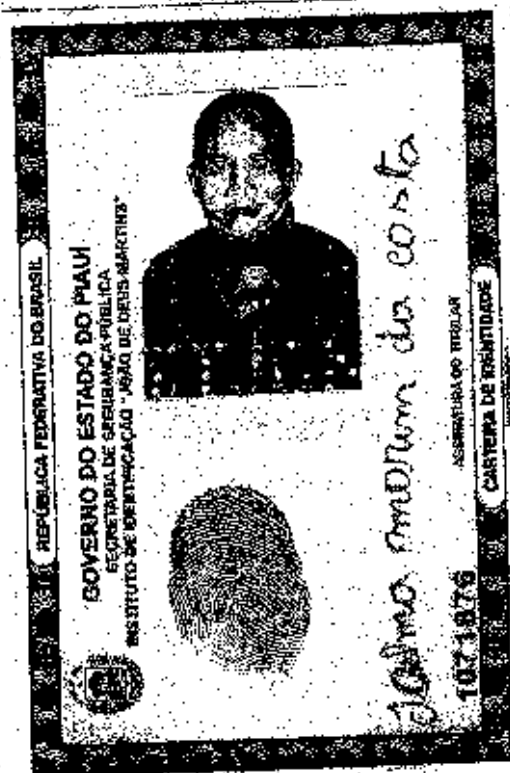 REPÚBLICA FEDERATIVA DO BRASIL
GOVERNO DO ESTADO DO PIAUÍ
SECRETARIA DE SEGURANÇA PÚBLICA
INSTITUTO DE IDENTIFICAÇÃO "JOÃO DE DEUS MARTINS"
da costa
ASSINATURA DO TITULAR
1071876
CARTEIRA DE IDENTIDADE